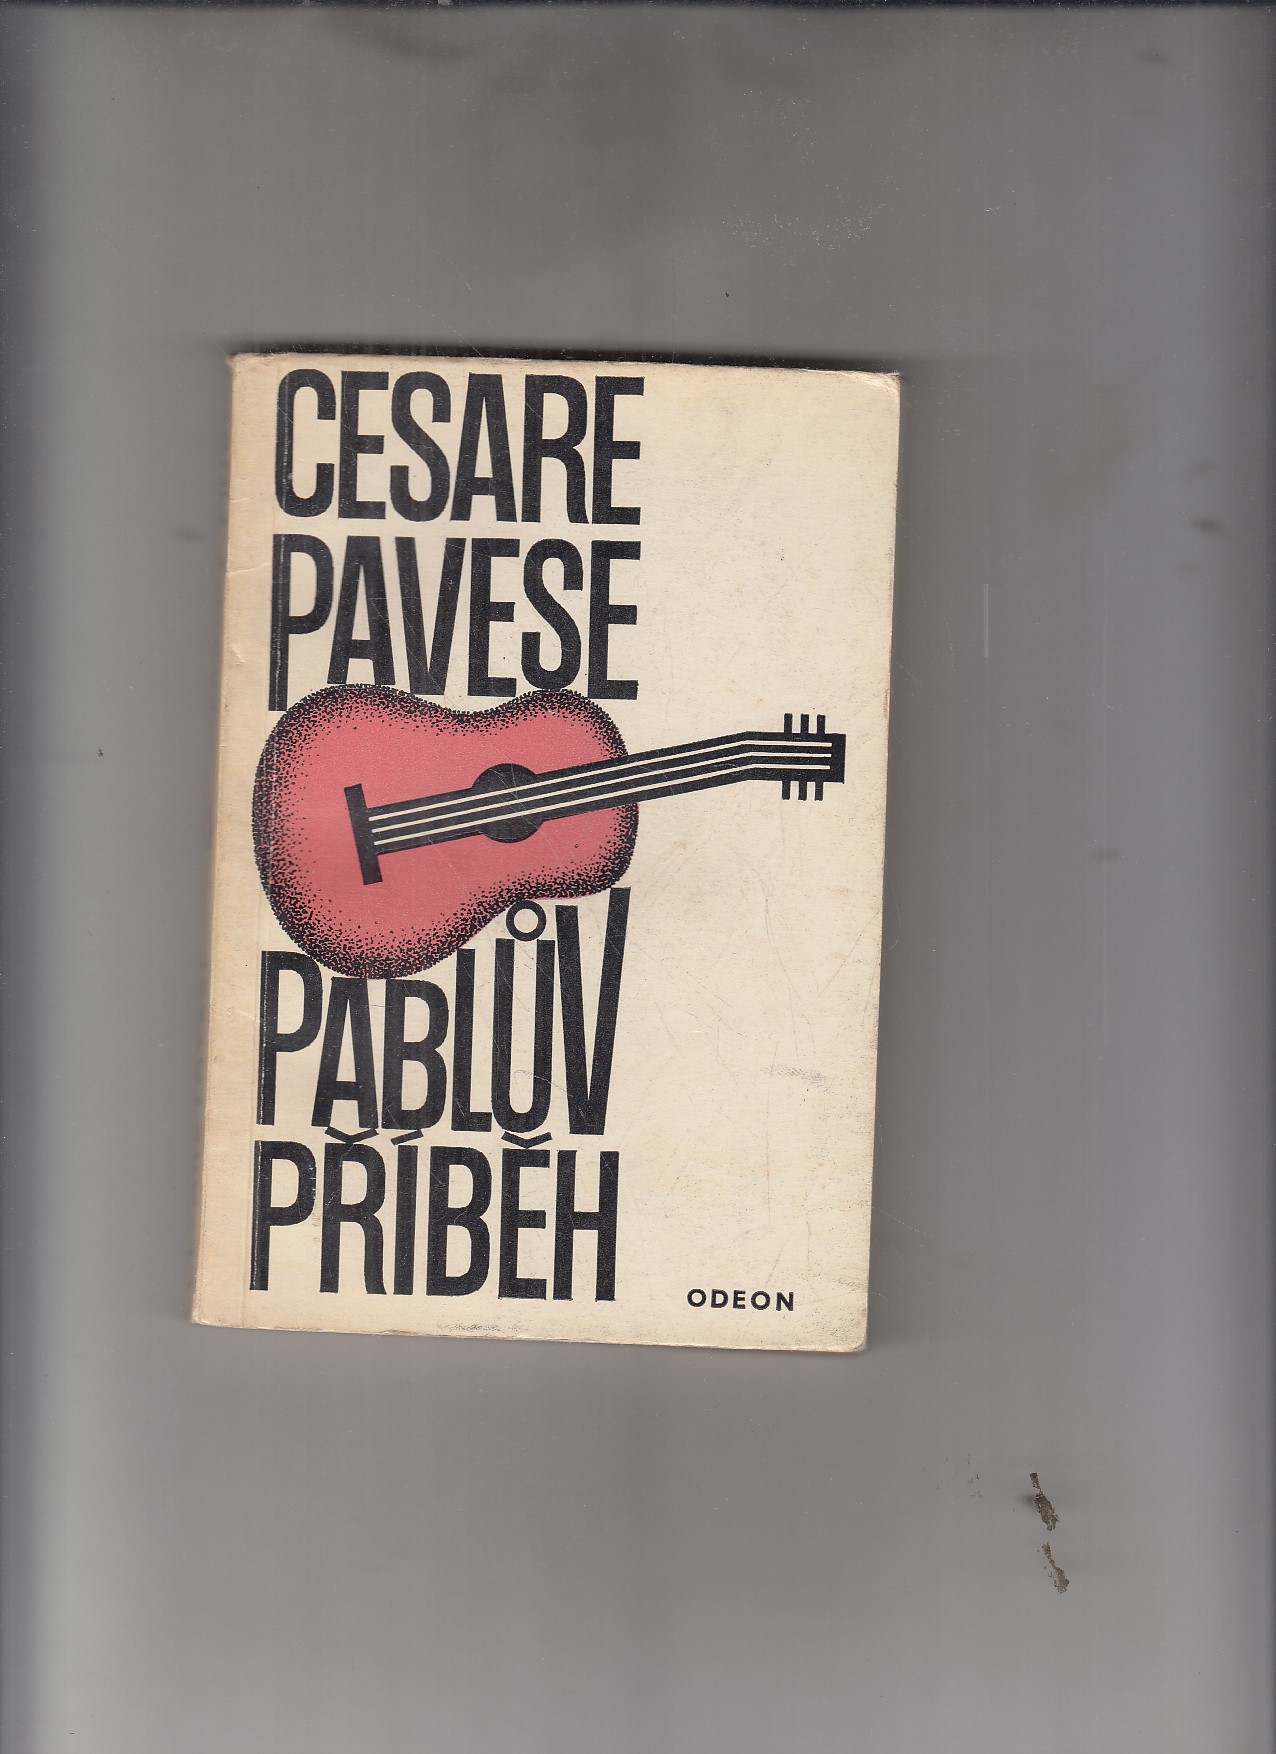 CESARE
PAVESE
PABLŮV
PŘÍBĚH
ODEON